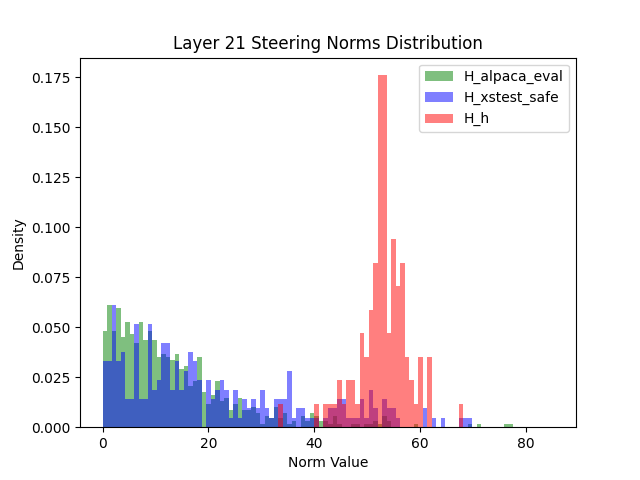 Layer 21 Steering Norms Distribution
H_alpaca_eval
H_xstest_safe
H_h
0.175
0.150
0.125
0.100
0.075
0.050
0.025
0.000
Density
0 20 40 60 80
Norm Value